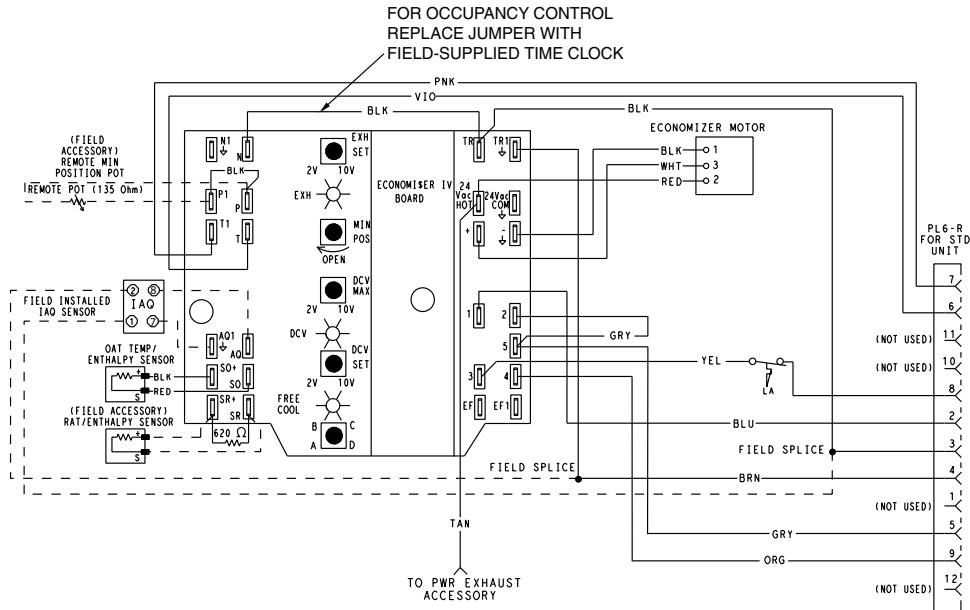 FOR OCCUPANCY CONTROL
REPLACE JUMPER WITH
FIELD-SUPPLIED TIME CLOCK
PNK
VIO
BLK
BLK
(FIELD
ACCESSORY)
REMOTE MIN
POSITION POT
REMOTE POT (135 Ohm)
N1
N
BLK
P1
P
T1
T
EXH
SET
2V 10V
EXH
MIN
POS
OPEN
DCV
MAX
2V 10V
DCV
DCV
SET
2V 10V
FREE
COOL
B C
A D
ECONOMI$ER IV
BOARD
TR
TR1
24
Vac
HOT
24Vac
COM
+
-
1
2
5
3
4
EF
EF1
ECONOMIZER MOTOR
BLK 1
WHT 3
RED 2
FIELD INSTALLED
IAQ SENSOR
2 8
IAQ
1 7
AQ1
AQ
OAT TEMP/
ENTHALPY SENSOR
+
S
BLK
RED
SO+
SO
(FIELD ACCESSORY)
RAT/ENTHALPY SENSOR
+
S
SR+
SR
620 Ω
GRY
YEL
LA
BLU
FIELD SPLICE
FIELD SPLICE
BRN
GRY
ORG
TAN
TO PWR EXHAUST
ACCESSORY
PL6-R
FOR STD
UNIT
7
6
(NOT USED) 11
(NOT USED) 10
8
2
3
4
(NOT USED) 1
5
9
(NOT USED) 12